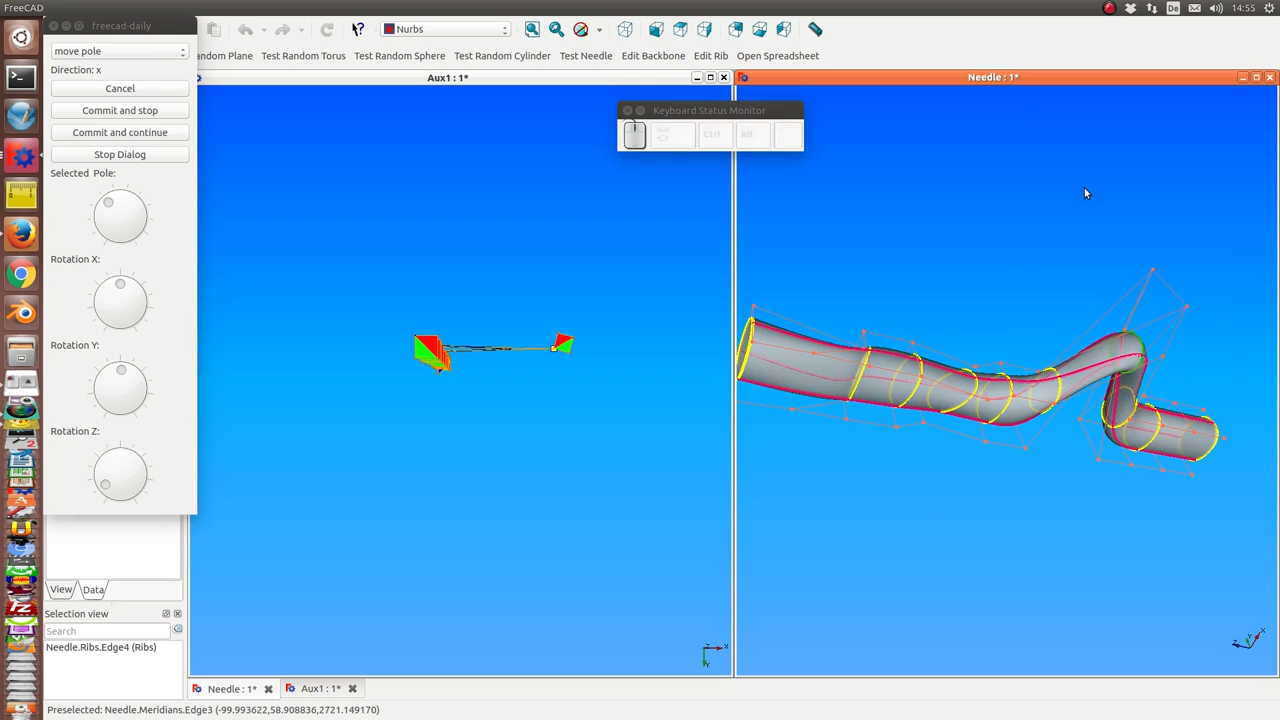 FreeCAD
De
14:55
freecad-daily
Nurbs
andom Plane
Test Random Torus
Test Random Sphere
Test Random Cylinder
Test Needle
Edit Backbone
Edit Rib
Open Spreadsheet
move pole
Direction: x
Cancel
Commit and stop
Commit and continue
Stop Dialog
Selected Pole:
Rotation X:
Rotation Y:
Rotation Z:
Aux1 : 1*
Needle : 1*
Keyboard Status Monitor
Ctrl
Alt
View
Data
Selection view
Search
Needle.Ribs.Edge4 (Ribs)
Needle : 1*
Aux1 : 1*
Preselected: Needle.Meridians.Edge3 (-99.993622,58.908836,2721.149170)